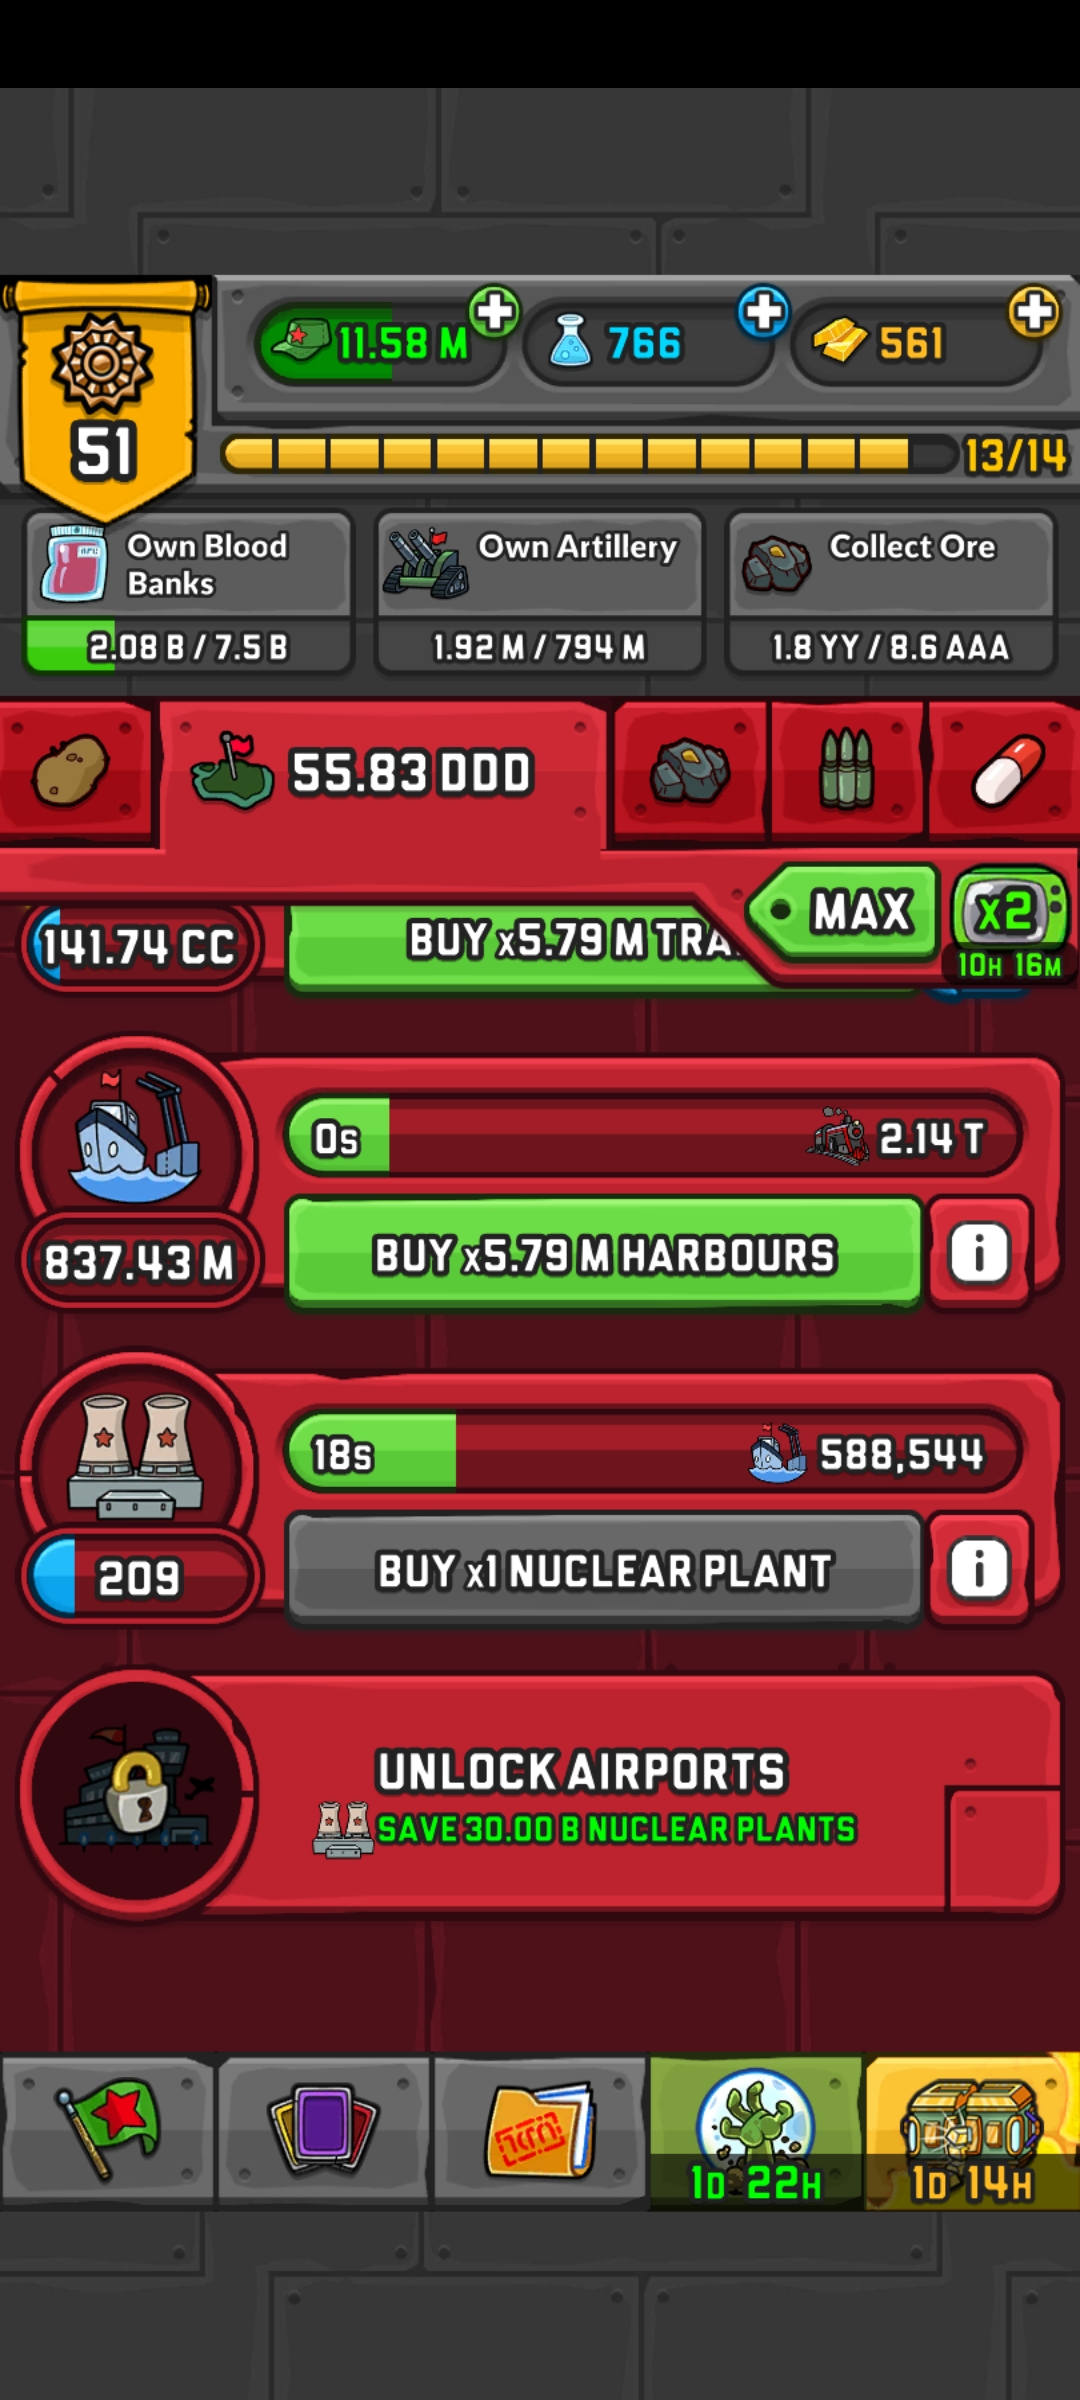 11.58 M
766
561
51
13/14
Own Blood
Banks
2.08 B / 7.5 B
Own Artillery
1.92 M / 794 M
Collect Ore
1.8 YY / 8.6 AAA
55.83 DDD
MAX
x2
10H 16M
141.74 CC
BUY x5.79 M TRA
0s
2.14 T
837.43 M
BUY x5.79 M HARBOURS
i
18s
588,544
209
BUY x1 NUCLEAR PLANT
i
UNLOCK AIRPORTS
SAVE 30.00 B NUCLEAR PLANTS
1D 22H
1D 14H